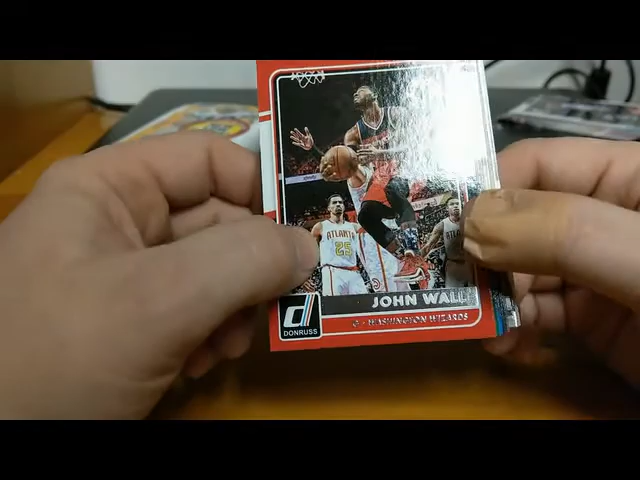 ATLANTA
25
JOHN WALL
G • WASHINGTON WIZARDS
DONRUSS